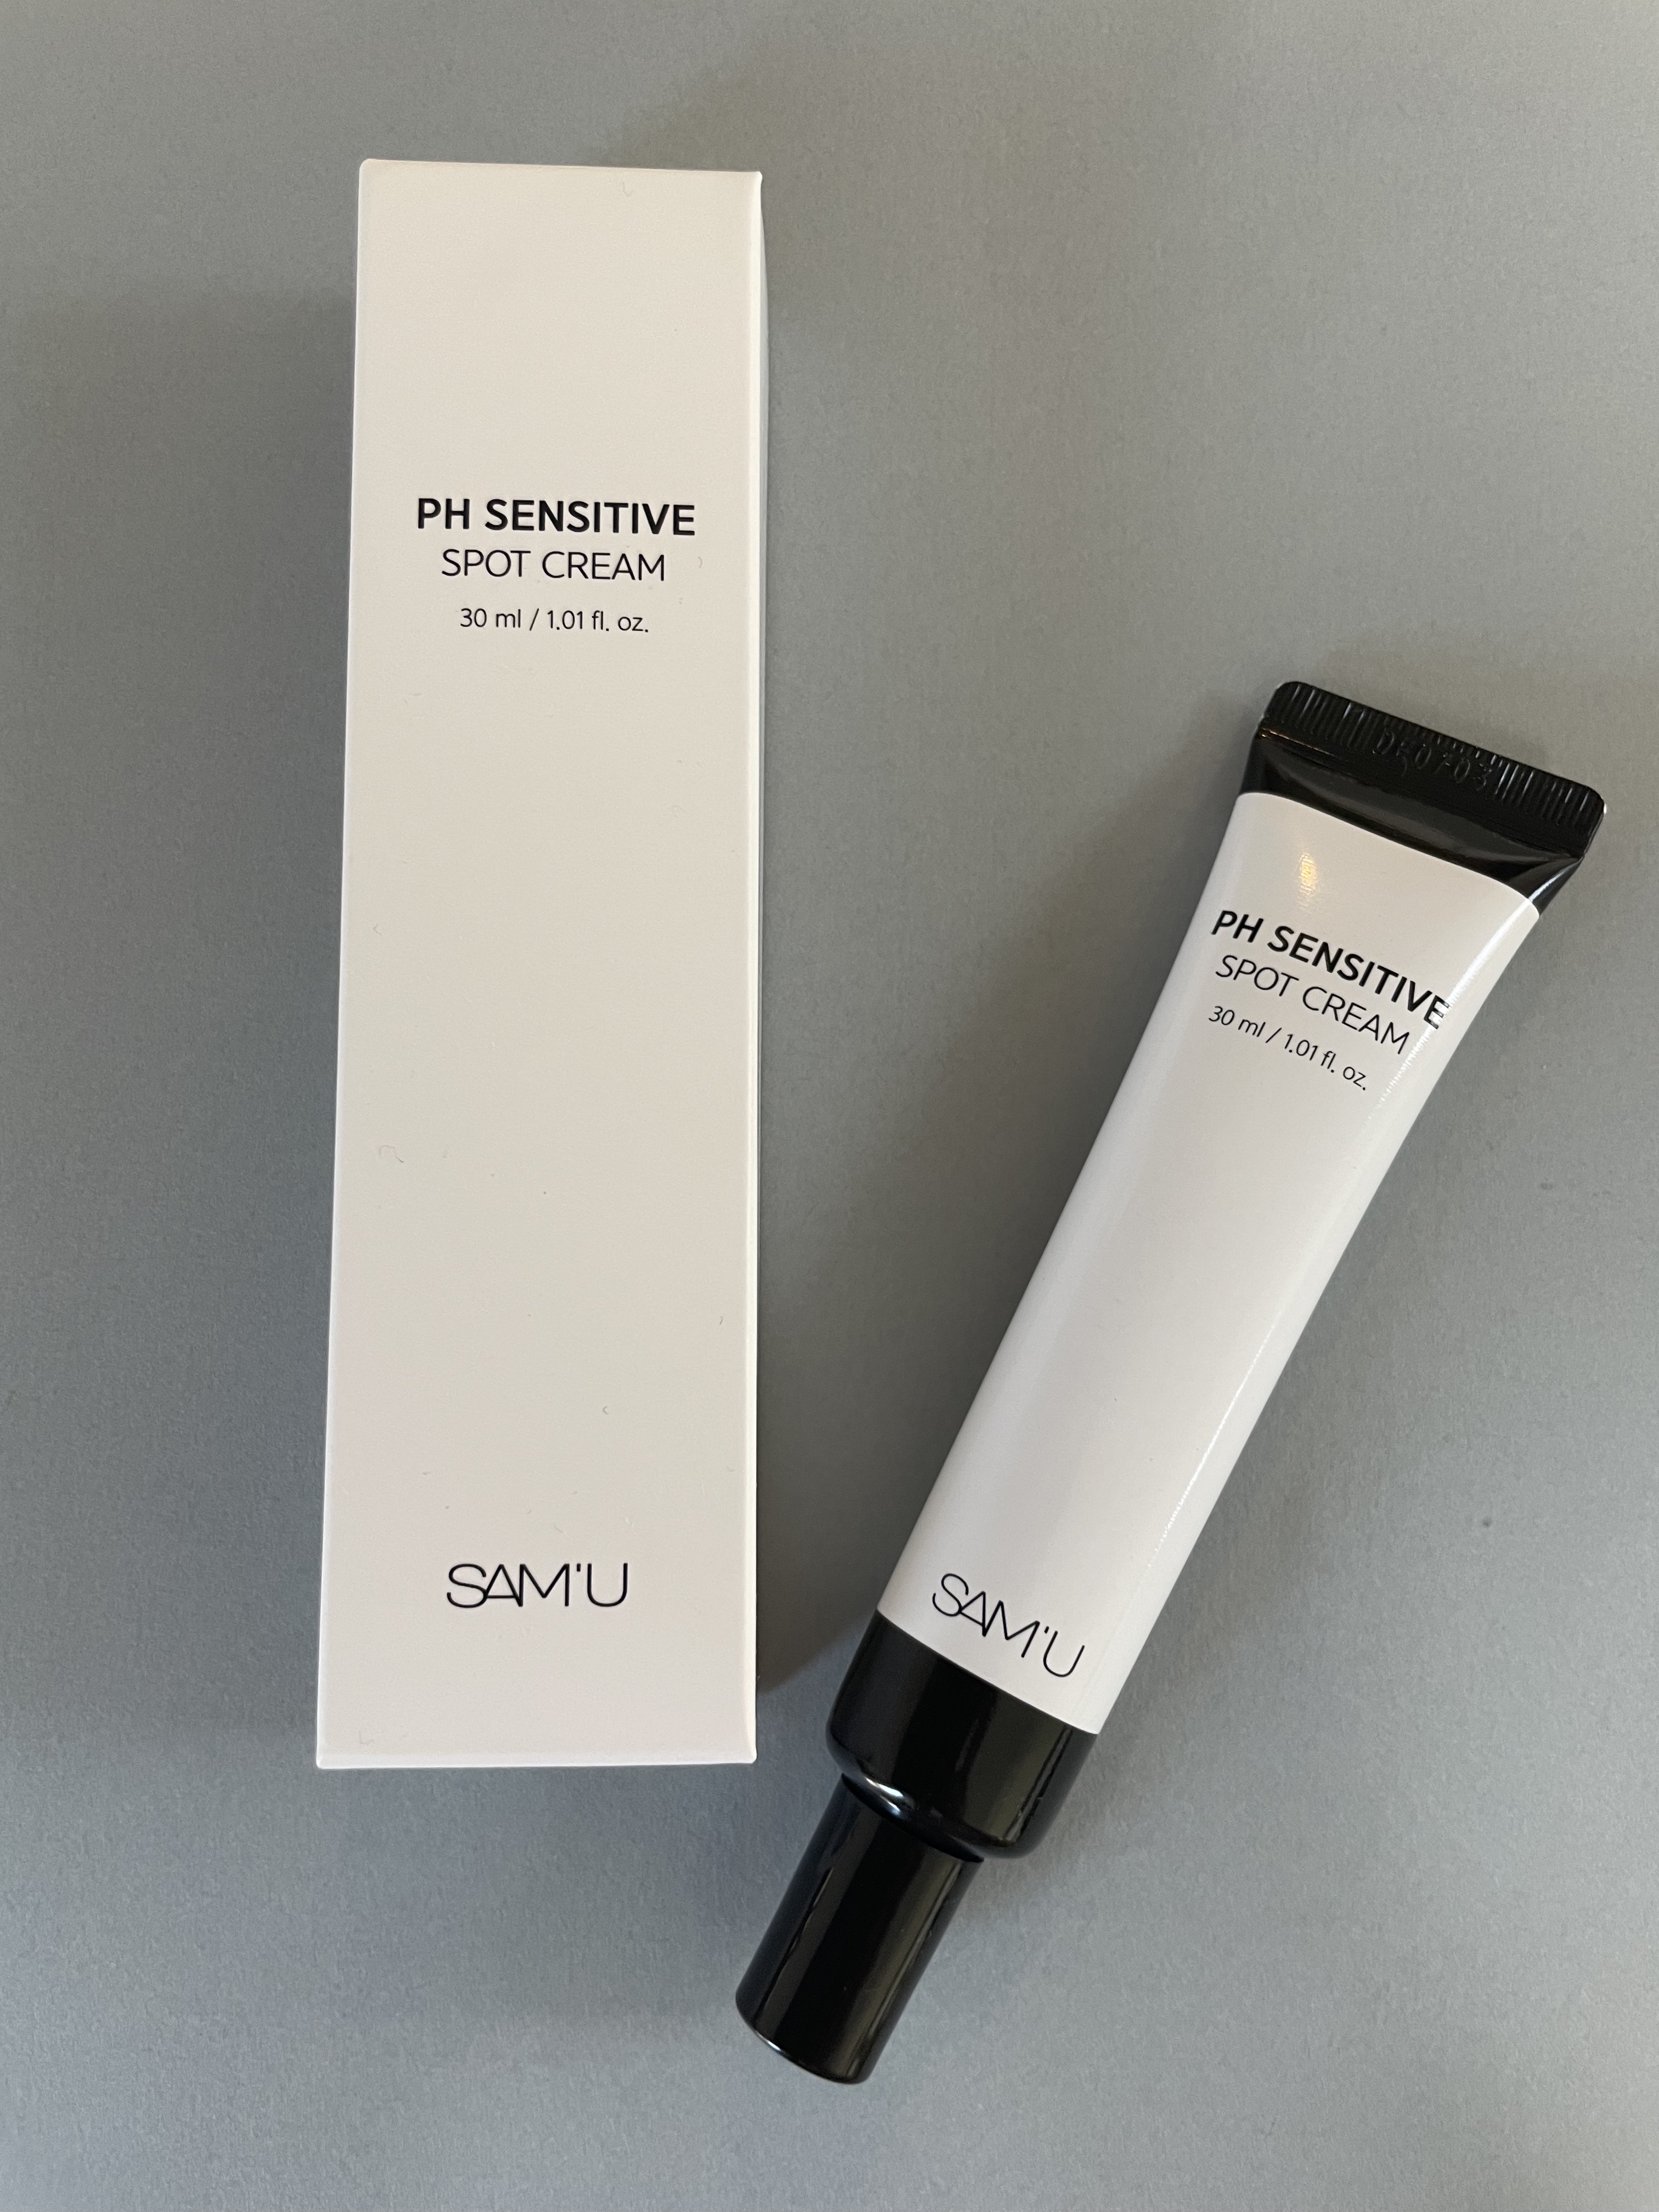 PH SENSITIVE
SPOT CREAM
30 ml / 1.01 fl. oz.
SAM'U
PH SENSITIVE
SPOT CREAM
30 ml / 1.01 fl. oz.
SAM'U